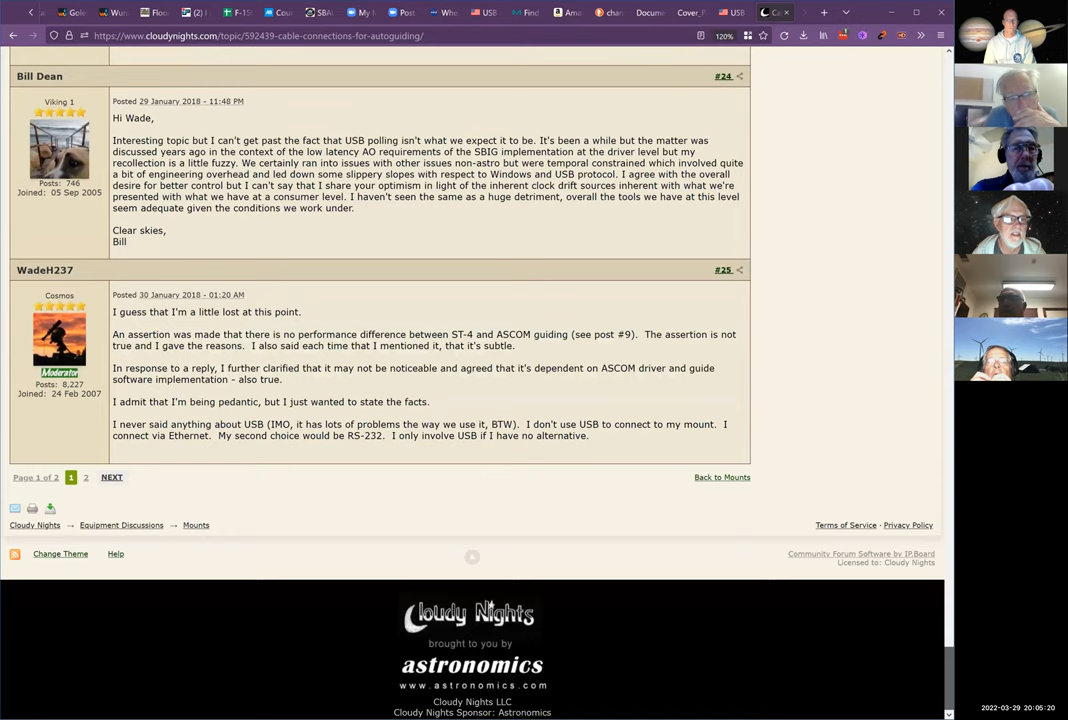 Gole
Wun
Floo
(2) I
F-15
Cou
SBA
My M
Post
Whe
USB
Find
Ama
chan
Docum
Cover_P
USB
https://www.cloudynights.com/topic/592439-cable-connections-for-autoguiding/
120%
Bill Dean
#24
Viking 1
Posts: 746
Joined: 05 Sep 2005
Posted 29 January 2018 - 11:48 PM
Hi Wade,
Interesting topic but I can't get past the fact that USB polling isn't what we expect it to be. It's been a while but the matter was
discussed years ago in the context of the low latency AO requirements of the SBIG implementation at the driver level but my
recollection is a little fuzzy. We certainly ran into issues with other issues non-astro but were temporal constrained which involved quite
a bit of engineering overhead and led down some slippery slopes with respect to Windows and USB protocol. I agree with the overall
desire for better control but I can't say that I share your optimism in light of the inherent clock drift sources inherent with what we're
presented with what we have at a consumer level. I haven't seen the same as a huge detriment, overall the tools we have at this level
seem adequate given the conditions we work under.
Clear skies,
Bill
WadeH237
#25
Cosmos
Moderator
Posts: 8,227
Joined: 24 Feb 2007
Posted 30 January 2018 - 01:20 AM
I guess that I'm a little lost at this point.
An assertion was made that there is no performance difference between ST-4 and ASCOM guiding (see post #9). The assertion is not
true and I gave the reasons. I also said each time that I mentioned it, that it's subtle.
In response to a reply, I further clarified that it may not be noticeable and agreed that it's dependent on ASCOM driver and guide
software implementation - also true.
I admit that I'm being pedantic, but I just wanted to state the facts.
I never said anything about USB (IMO, it has lots of problems the way we use it, BTW). I don't use USB to connect to my mount. I
connect via Ethernet. My second choice would be RS-232. I only involve USB if I have no alternative.
Page 1 of 2 1 2 NEXT
Back to Mounts
Cloudy Nights → Equipment Discussions → Mounts
Terms of Service · Privacy Policy
Change Theme Help
Community Forum Software by IP.Board
Licensed to: Cloudy Nights
Cloudy Nights
brought to you by
astronomics
www.astronomics.com
Cloudy Nights LLC
Cloudy Nights Sponsor: Astronomics
2022-03-29 20:05:20